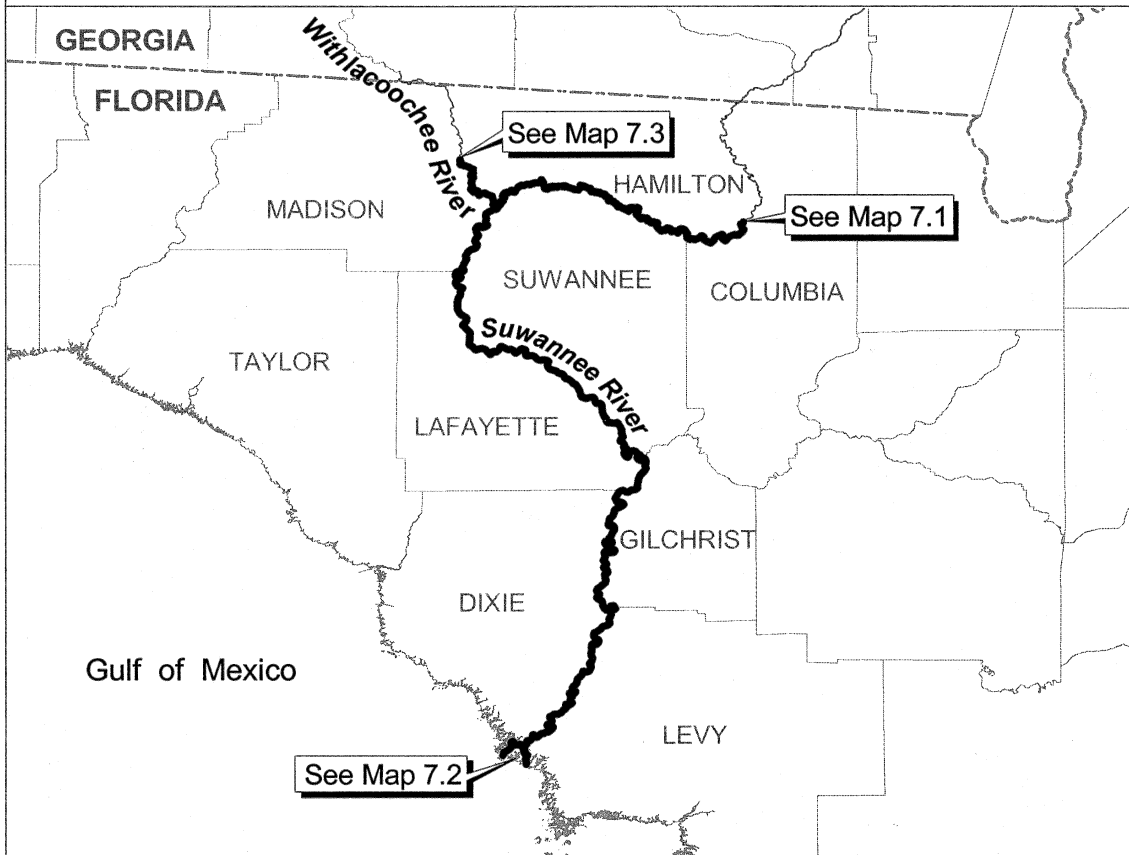 GEORGIA
Withlacoochee River
FLORIDA
See Map 7.3
HAMILTON
MADISON
See Map 7.1
SUWANNEE
COLUMBIA
Suwannee River
TAYLOR
LAFAYETTE
GILCHRIST
DIXIE
Gulf of Mexico
LEVY
See Map 7.2